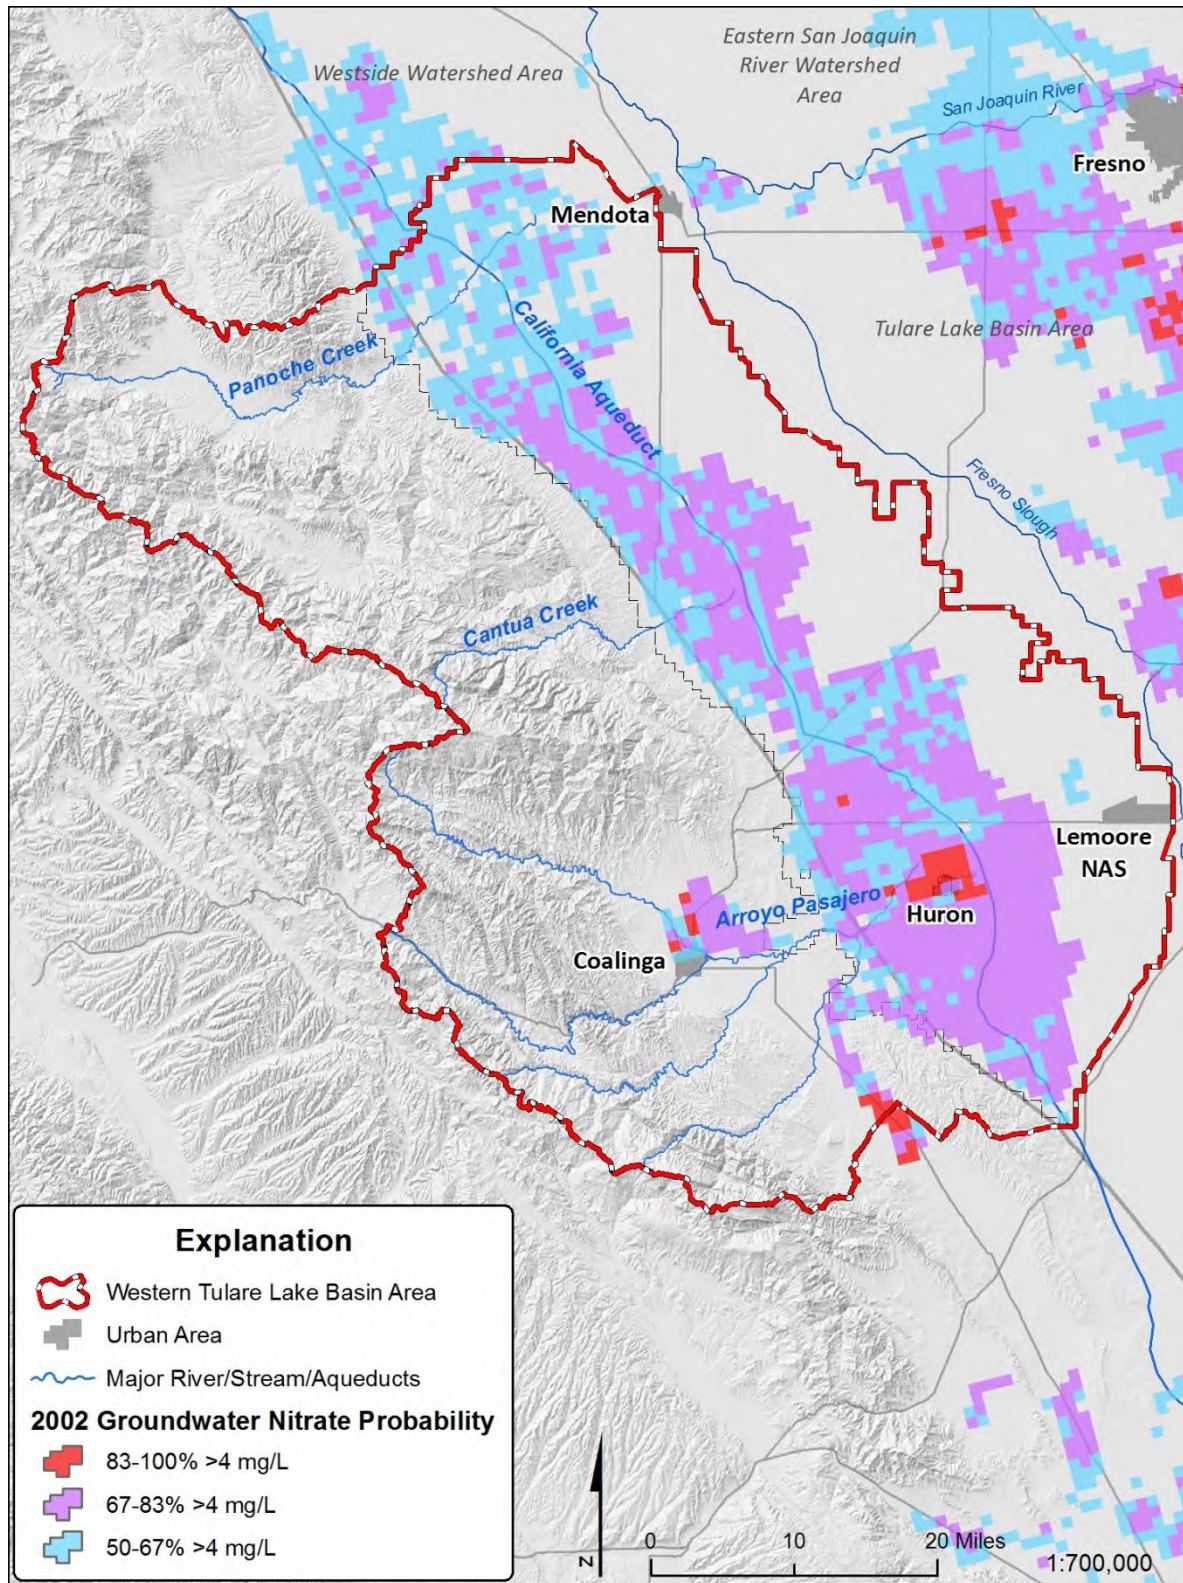 Eastern San Joaquin
River Watershed
Area
Westside Watershed Area
San Joaquin River
Fresno
Mendota
Tulare Lake Basin Area
California Aqueduct
Panoche Creek
Fresno Slough
Cantua Creek
Lemoore
NAS
Arroyo Pasajero
Huron
Coalinga
Explanation
Western Tulare Lake Basin Area
Urban Area
Major River/Stream/Aqueducts
2002 Groundwater Nitrate Probability
83-100% >4 mg/L
67-83% >4 mg/L
50-67% >4 mg/L
N
0 10 20 Miles
1:700,000